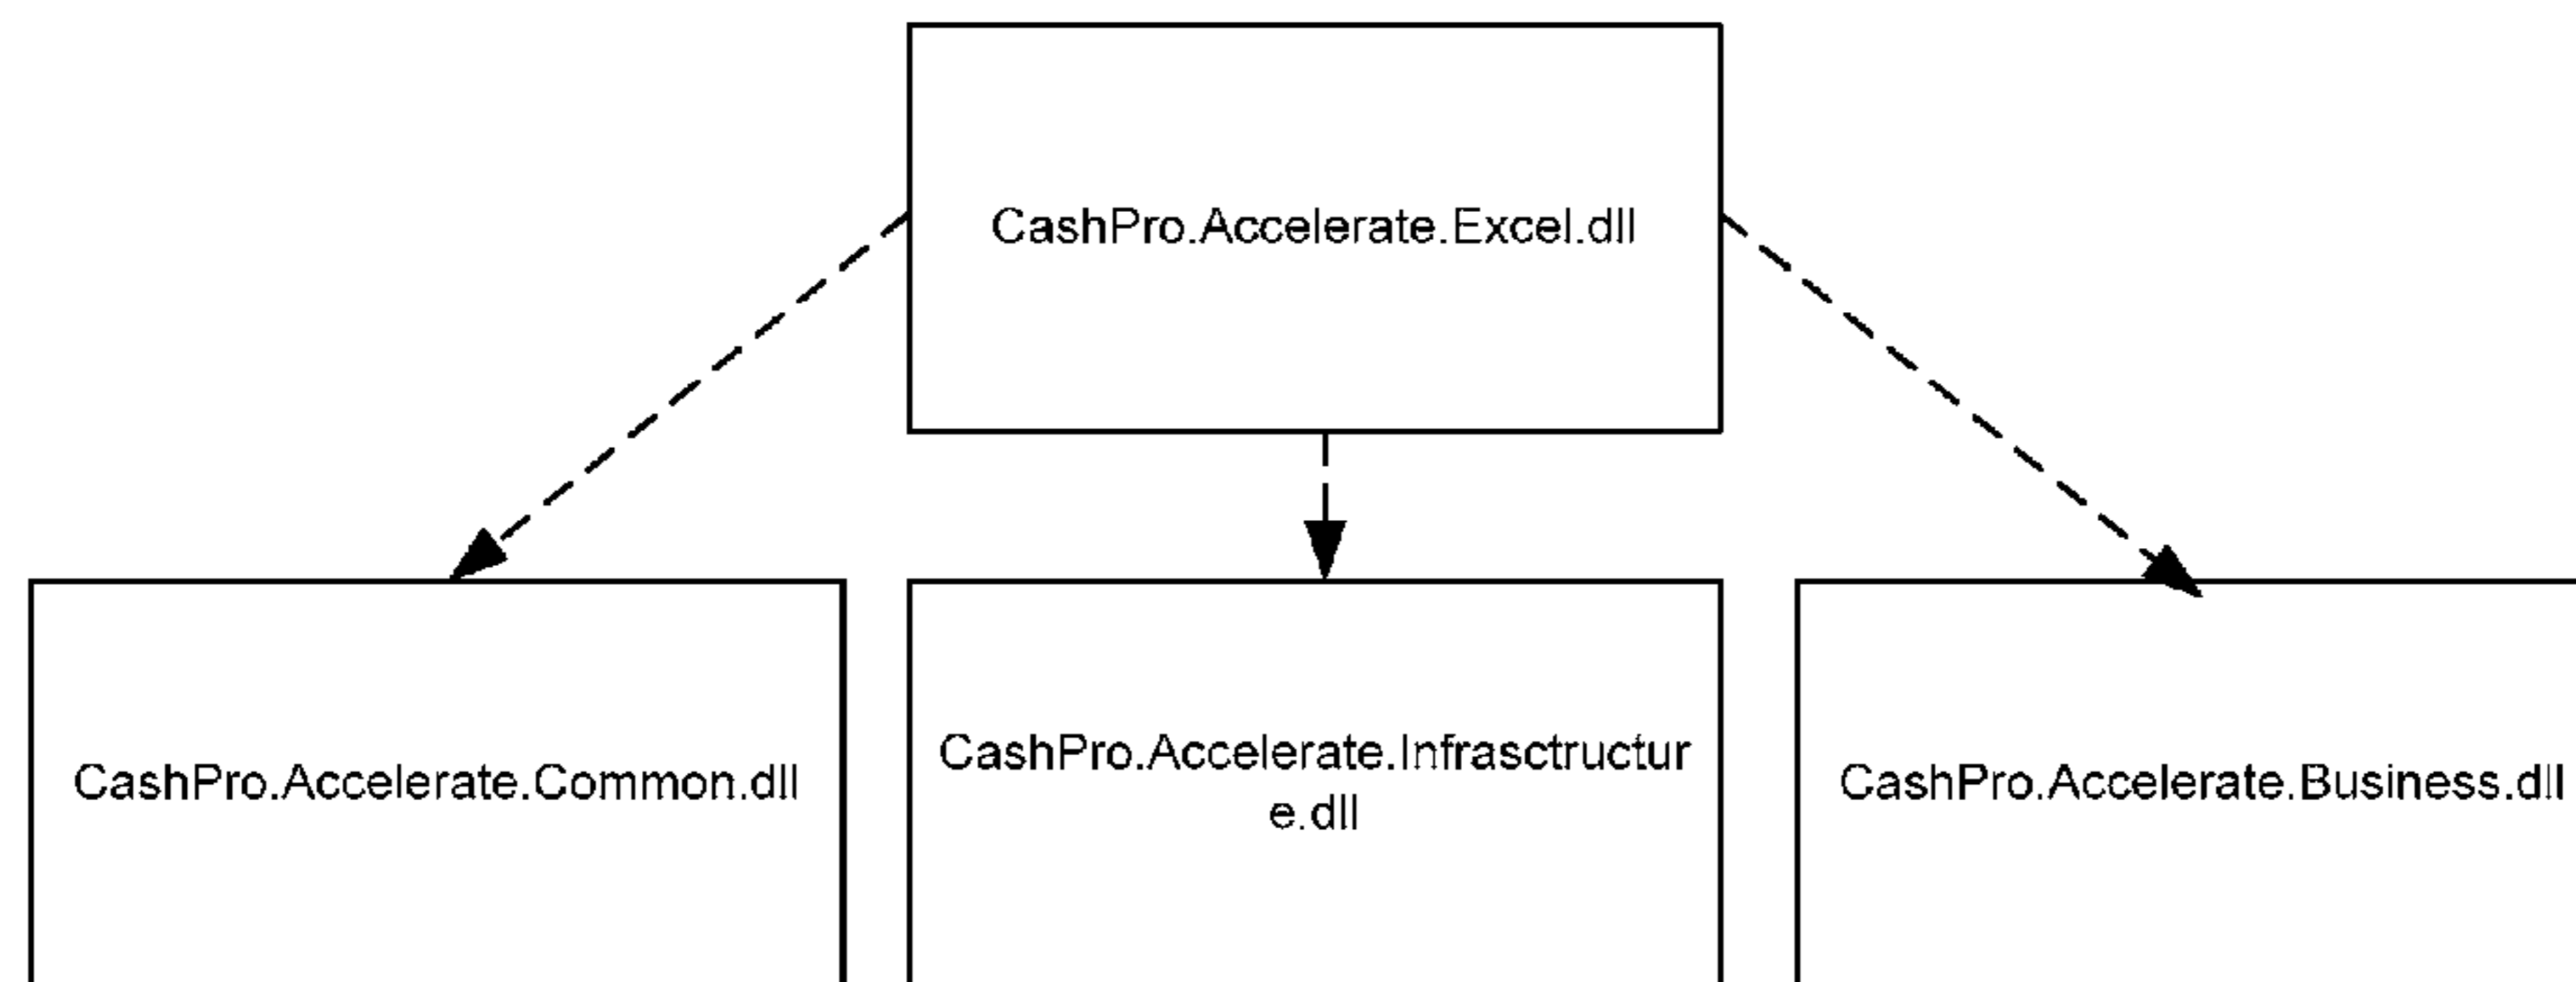 CashPro.Accelerate.Excel.dll
CashPro.Accelerate.Common.dll
CashPro.Accelerate.Infrasctructur
e.dll
CashPro.Accelerate.Business.dll